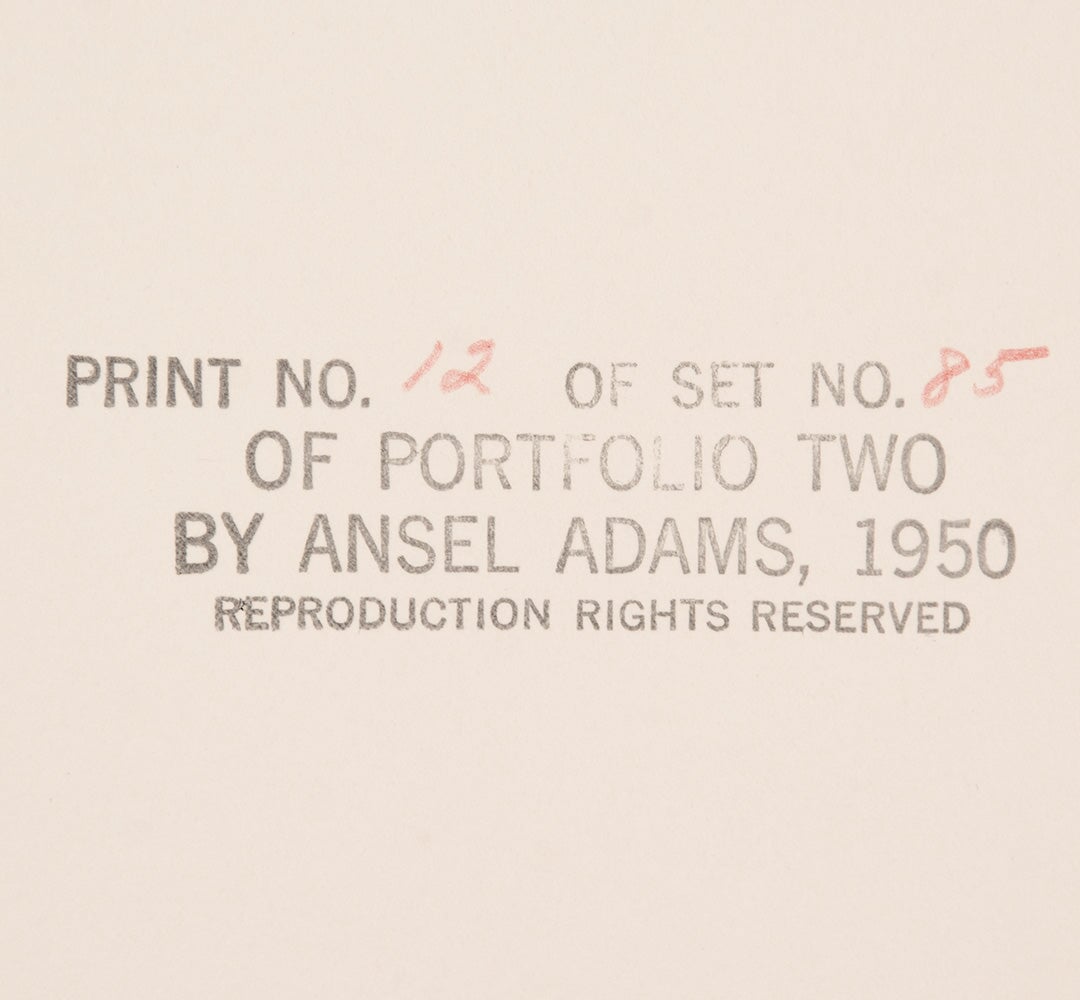 PRINT NO. 12 OF SET NO. 85
OF PORTFOLIO TWO
BY ANSEL ADAMS, 1950
REPRODUCTION RIGHTS RESERVED